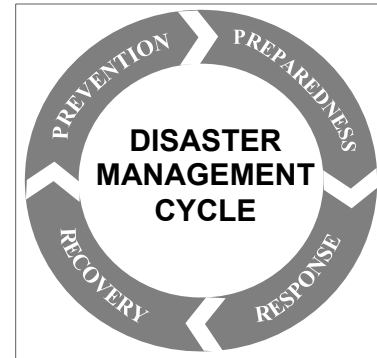 PREVENTION
PREPAREDNESS
DISASTER
MANAGEMENT
CYCLE
RECOVERY
RESPONSE